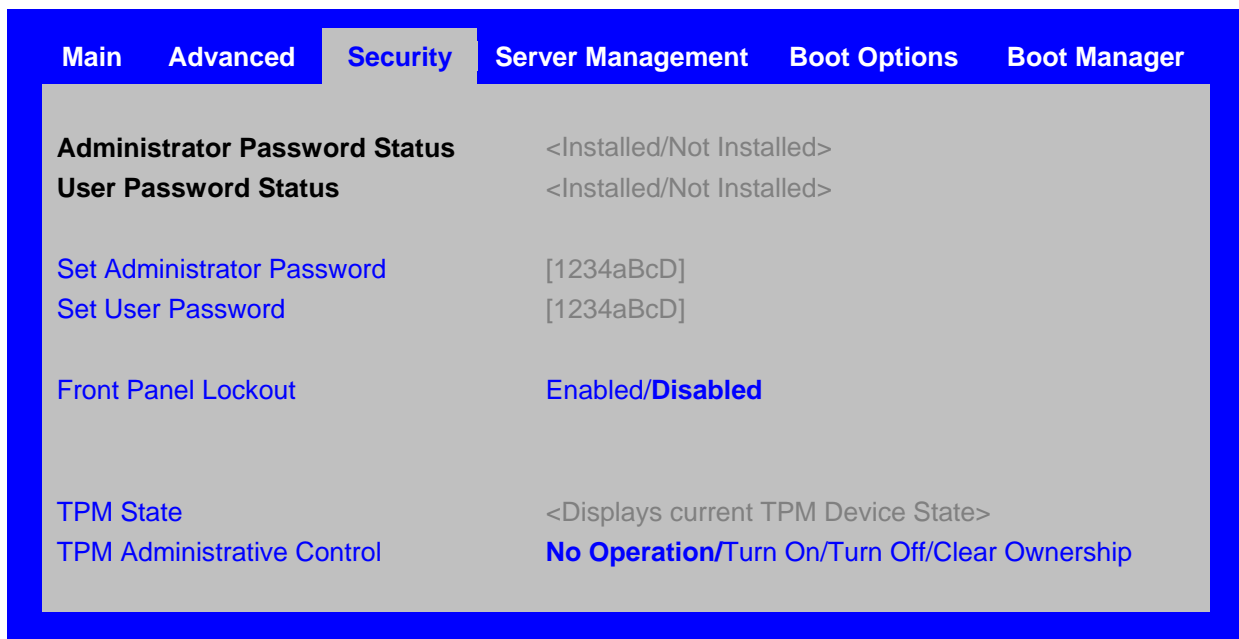 Main Advanced Security Server Management Boot Options Boot Manager
Administrator Password Status <Installed/Not Installed>
User Password Status <Installed/Not Installed>
Set Administrator Password [1234aBcD]
Set User Password [1234aBcD]
Front Panel Lockout Enabled/Disabled
TPM State <Displays current TPM Device State>
TPM Administrative Control No Operation/Turn On/Turn Off/Clear Ownership